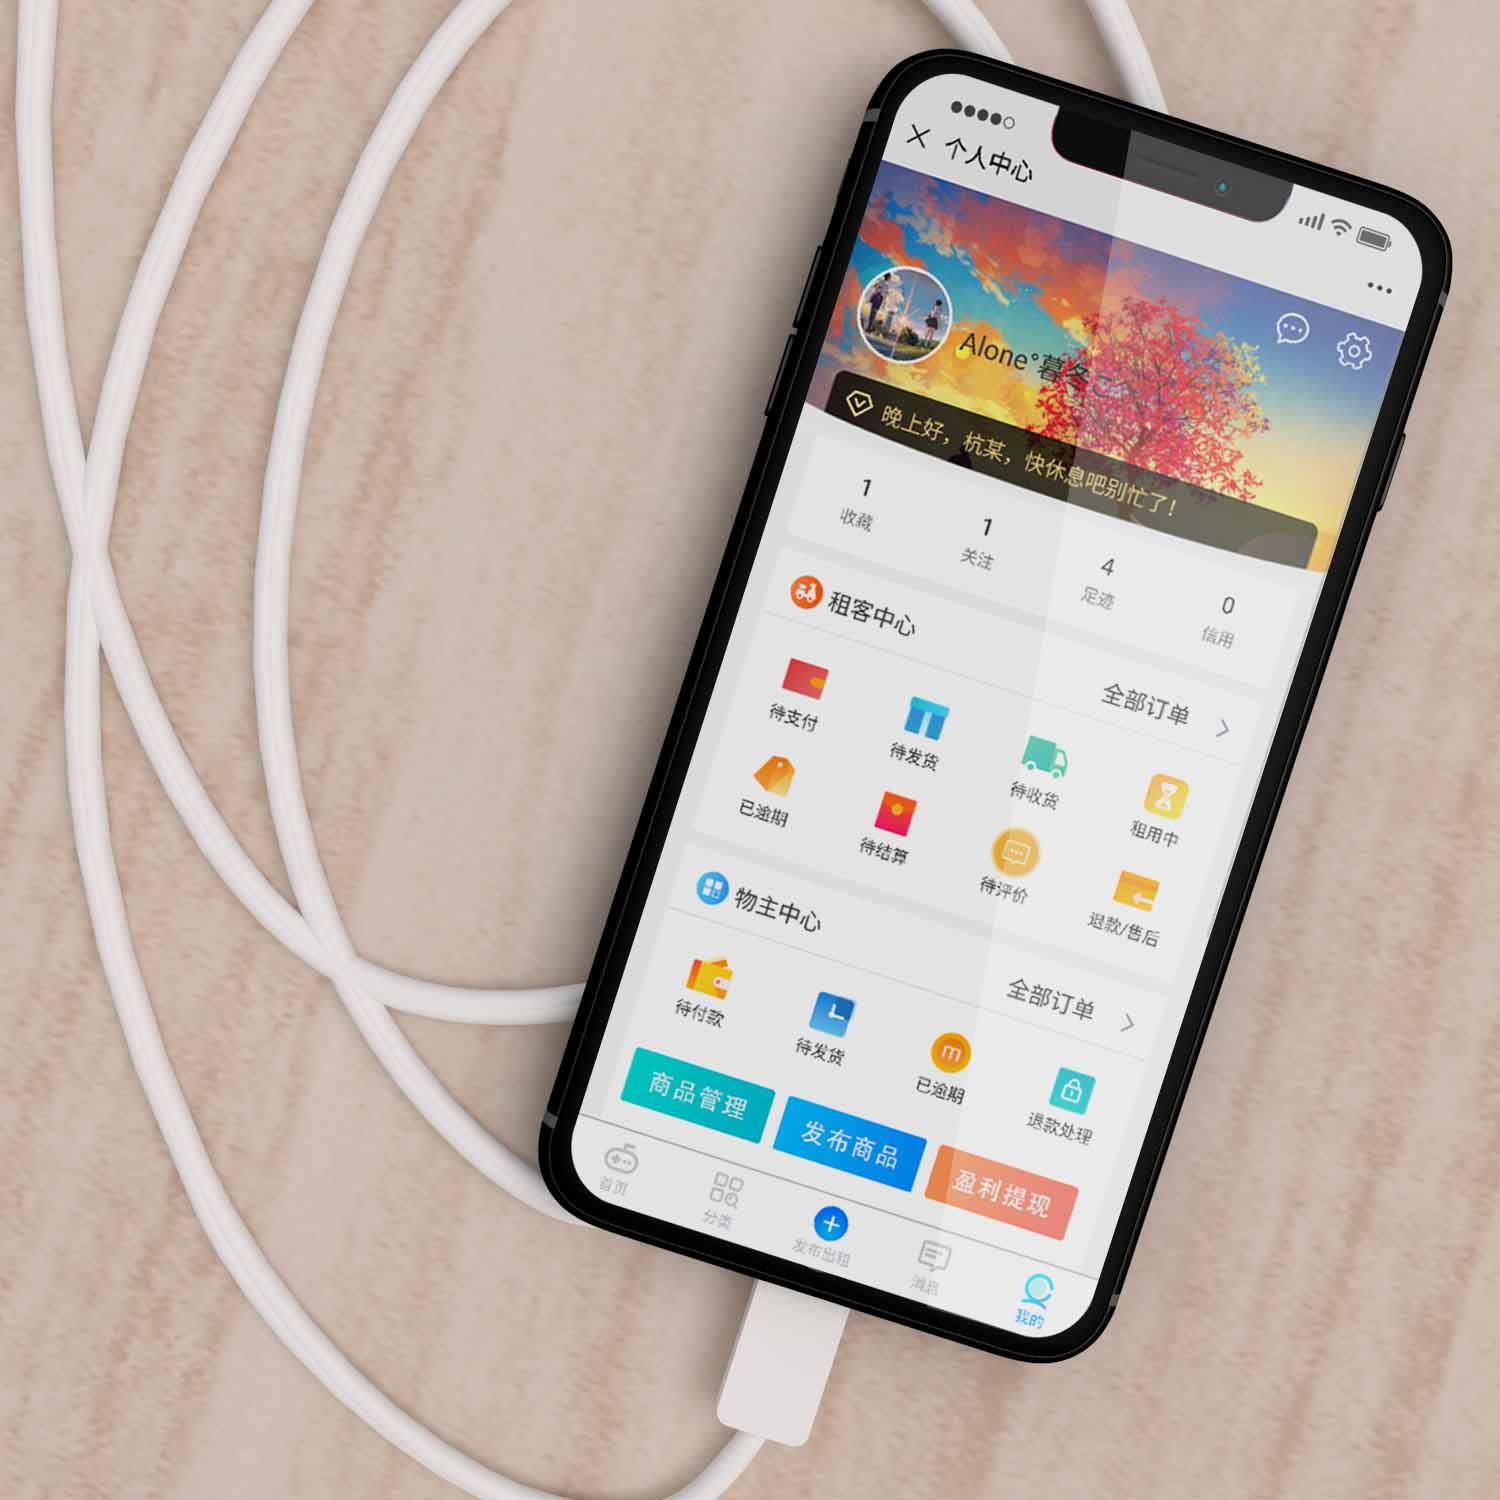 个人中心
Alone°暮冬
晚上好，杭某，快休息吧别忙了！
1 1 4 0
收藏 关注 足迹 信用
租客中心
全部订单
待支付 待发货 待收货 租用中
已逾期 待结算 待评价 退款/售后
物主中心
全部订单
待付款 待发货 已逾期 退款处理
商品管理 发布商品 盈利提现
首页 分类 发布出租 消息 我的